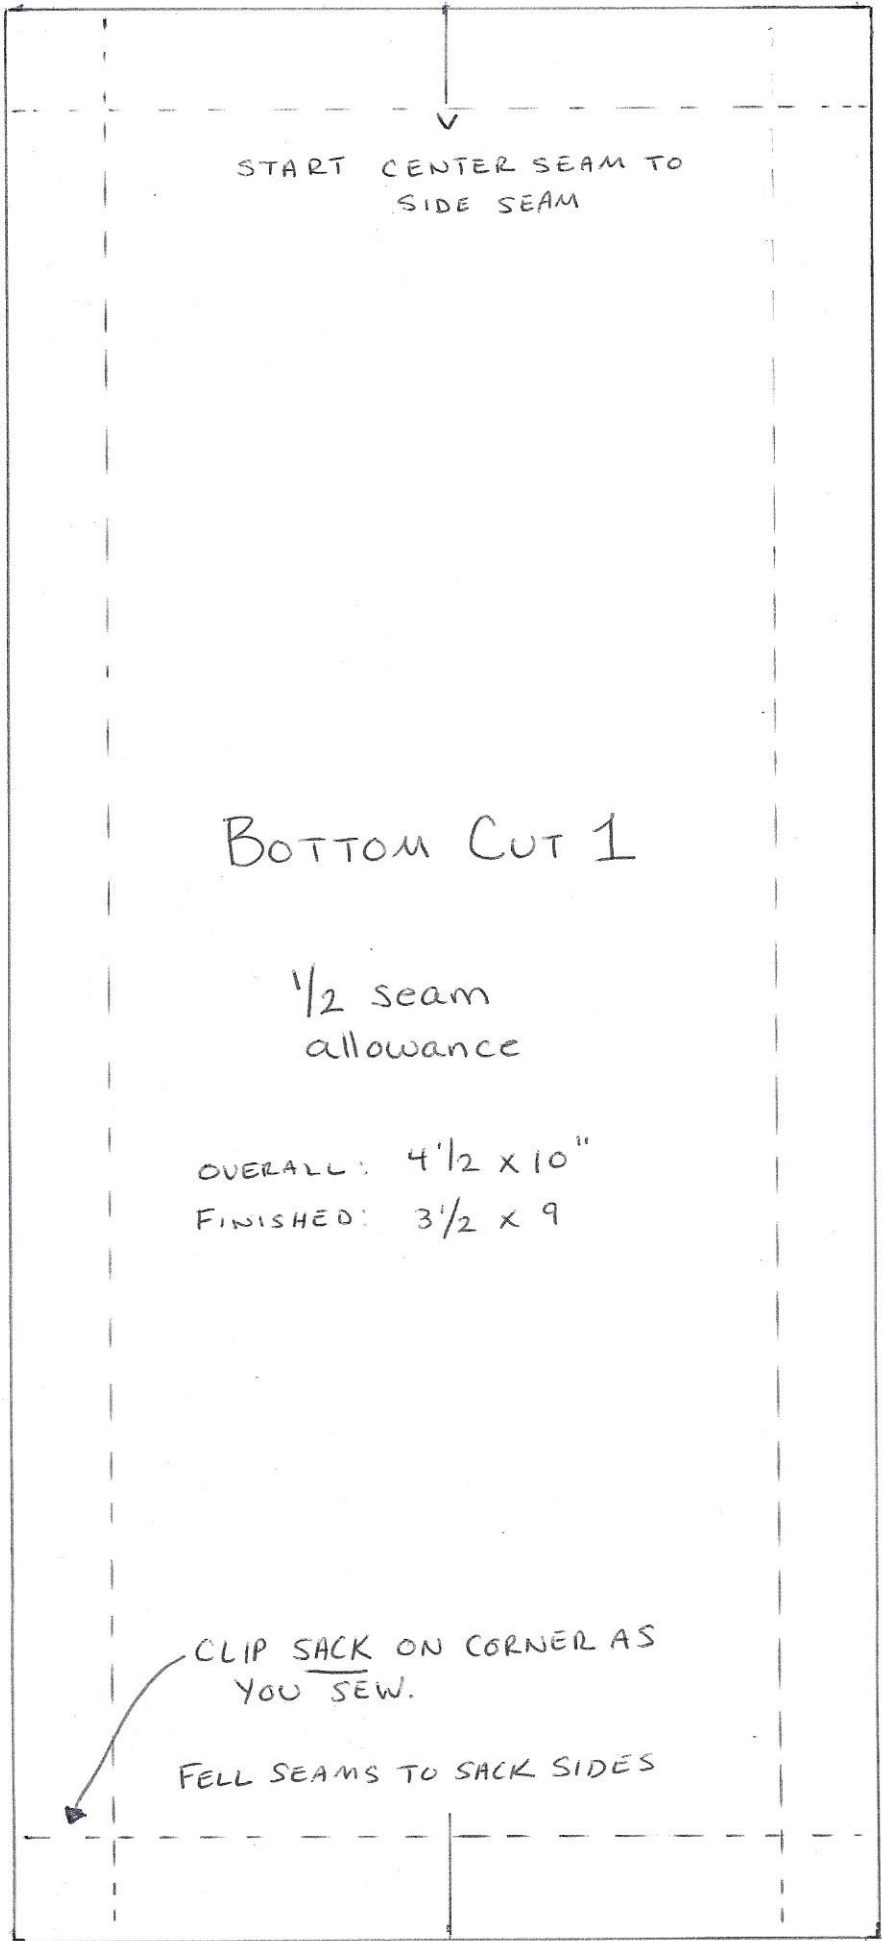 START CENTER SEAM TO
SIDE SEAM
BOTTOM CUT 1
1/2 seam
allowance
OVERALL: 4 1/2 x 10"
FINISHED: 3 1/2 x 9
CLIP SACK ON CORNER AS
YOU SEW.
FELL SEAMS TO SACK SIDES